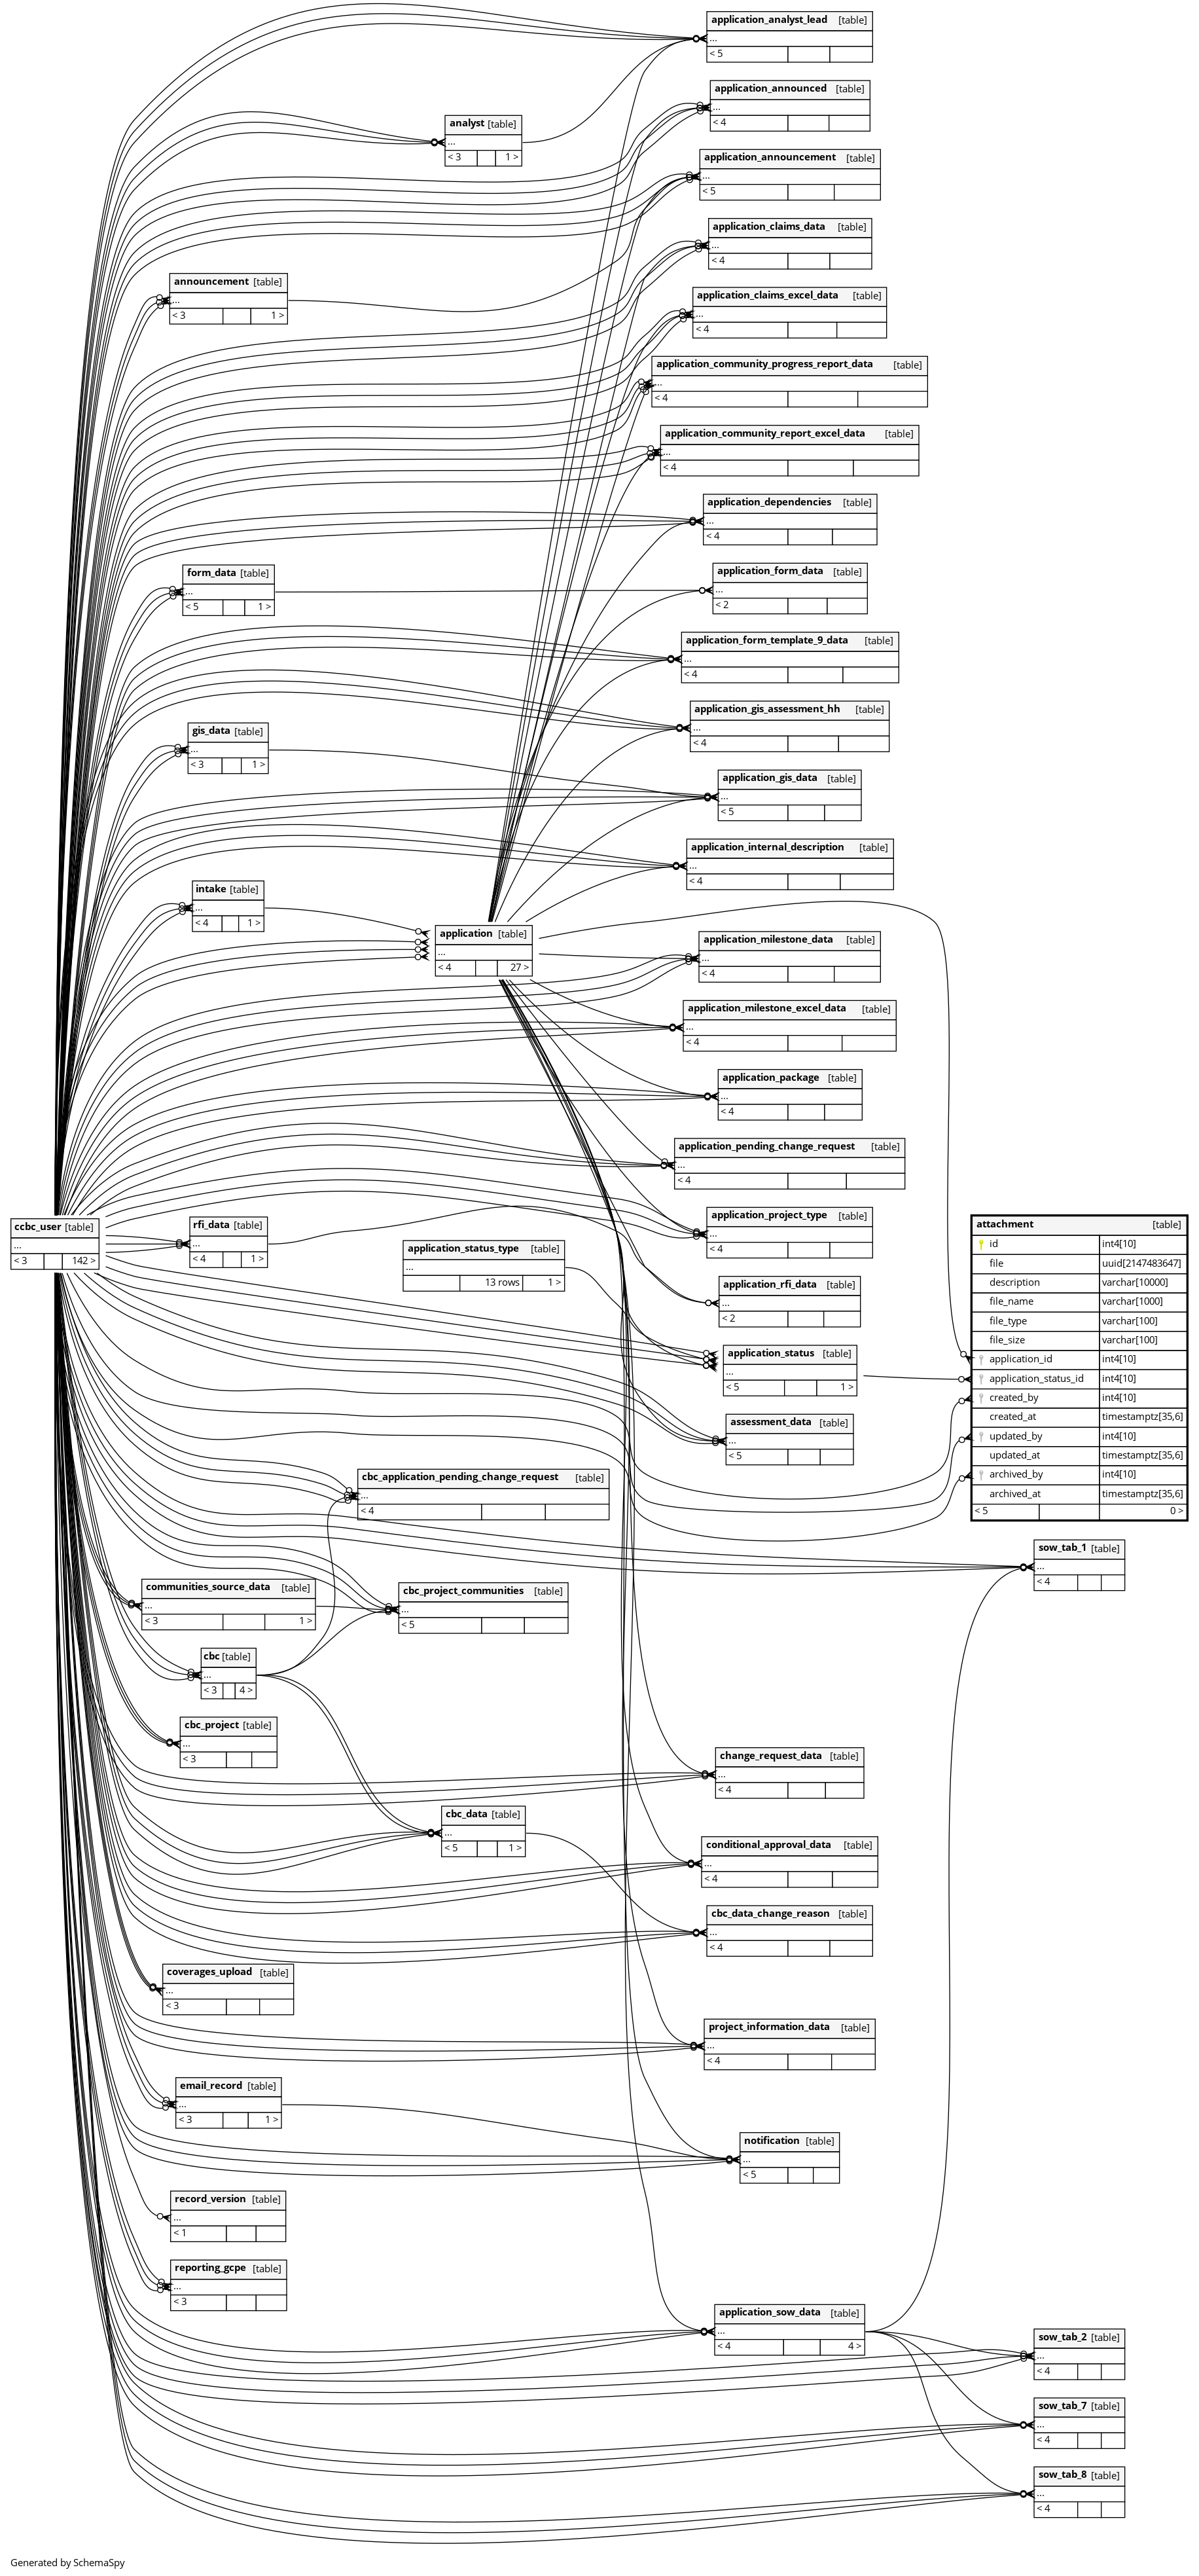 application_analyst_lead [table]
...
< 5
application_announced [table]
...
< 4
analyst [table]
...
< 3 1 >
application_announcement [table]
...
< 5
application_claims_data [table]
...
< 4
announcement [table]
...
< 3 1 >
application_claims_excel_data [table]
...
< 4
application_community_progress_report_data [table]
...
< 4
application_community_report_excel_data [table]
...
< 4
application_dependencies [table]
...
< 4
form_data [table]
...
< 5 1 >
application_form_data [table]
...
< 2
application_form_template_9_data [table]
...
< 4
application_gis_assessment_hh [table]
...
< 4
gis_data [table]
...
< 3 1 >
application_gis_data [table]
...
< 5
application_internal_description [table]
...
< 4
intake [table]
...
< 4 1 >
application [table]
...
< 4 27 >
application_milestone_data [table]
...
< 4
application_milestone_excel_data [table]
...
< 4
application_package [table]
...
< 4
application_pending_change_request [table]
...
< 4
application_project_type [table]
...
< 4
ccbc_user [table]
...
< 3 142 >
rfi_data [table]
...
< 4 1 >
application_status_type [table]
...
13 rows 1 >
application_rfi_data [table]
...
< 2
application_status [table]
...
< 5 1 >
assessment_data [table]
...
< 5
attachment [table]
id int4[10]
file uuid[2147483647]
description varchar[10000]
file_name varchar[1000]
file_type varchar[100]
file_size varchar[100]
application_id int4[10]
application_status_id int4[10]
created_by int4[10]
created_at timestamptz[35,6]
updated_by int4[10]
updated_at timestamptz[35,6]
archived_by int4[10]
archived_at timestamptz[35,6]
< 5 0 >
cbc_application_pending_change_request [table]
...
< 4
sow_tab_1 [table]
...
< 4
communities_source_data [table]
...
< 3 1 >
cbc_project_communities [table]
...
< 5
cbc [table]
...
< 3 4 >
cbc_project [table]
...
< 3
change_request_data [table]
...
< 4
cbc_data [table]
...
< 5 1 >
conditional_approval_data [table]
...
< 4
cbc_data_change_reason [table]
...
< 4
coverages_upload [table]
...
< 3
project_information_data [table]
...
< 4
email_record [table]
...
< 3 1 >
notification [table]
...
< 5
record_version [table]
...
< 1
reporting_gcpe [table]
...
< 3
application_sow_data [table]
...
< 4 4 >
sow_tab_2 [table]
...
< 4
sow_tab_7 [table]
...
< 4
sow_tab_8 [table]
...
< 4
Generated by SchemaSpy